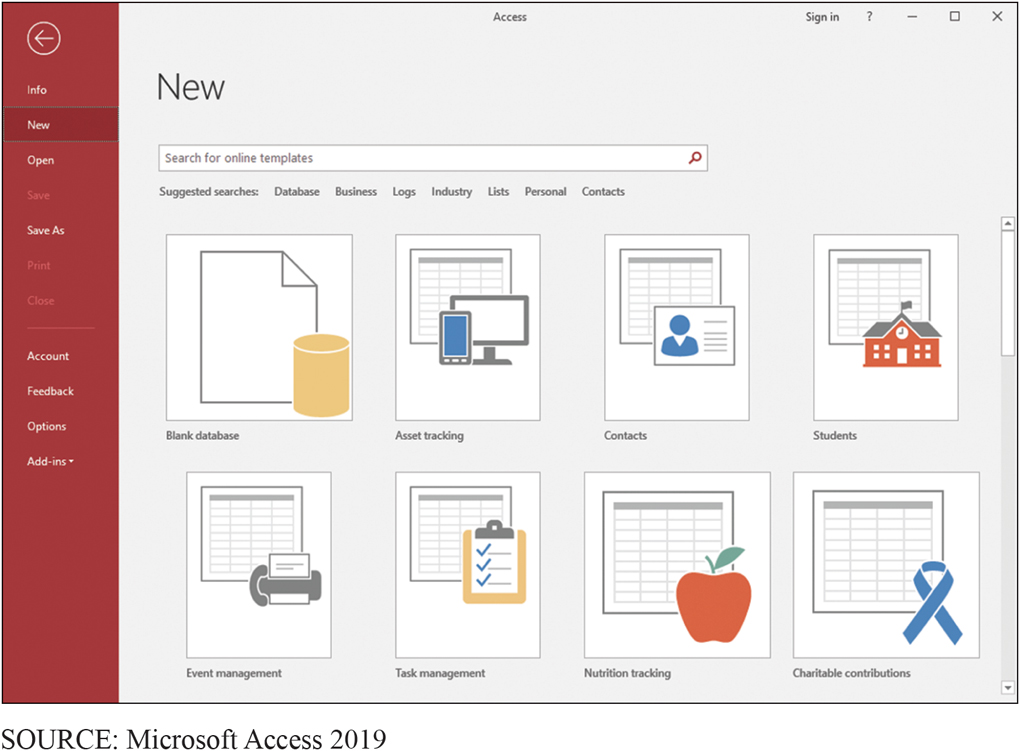 Access
Sign in ?
Info
New
Open
Save
Save As
Print
Close
Account
Feedback
Options
Add-ins
New
Search for online templates
Suggested searches: Database Business Logs Industry Lists Personal Contacts
Blank database Asset tracking Contacts Students
Event management Task management Nutrition tracking Charitable contributions
SOURCE: Microsoft Access 2019